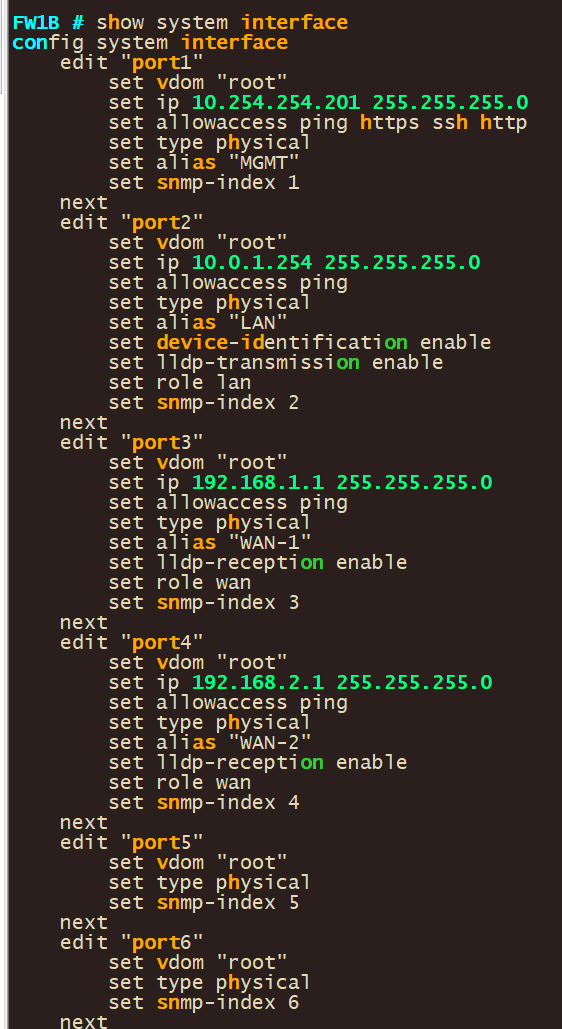 FW1B # show system interface
config system interface
    edit "port1"
        set vdom "root"
        set ip 10.254.254.201 255.255.255.0
        set allowaccess ping https ssh http
        set type physical
        set alias "MGMT"
        set snmp-index 1
    next
    edit "port2"
        set vdom "root"
        set ip 10.0.1.254 255.255.255.0
        set allowaccess ping
        set type physical
        set alias "LAN"
        set device-identification enable
        set lldp-transmission enable
        set role lan
        set snmp-index 2
    next
    edit "port3"
        set vdom "root"
        set ip 192.168.1.1 255.255.255.0
        set allowaccess ping
        set type physical
        set alias "WAN-1"
        set lldp-reception enable
        set role wan
        set snmp-index 3
    next
    edit "port4"
        set vdom "root"
        set ip 192.168.2.1 255.255.255.0
        set allowaccess ping
        set type physical
        set alias "WAN-2"
        set lldp-reception enable
        set role wan
        set snmp-index 4
    next
    edit "port5"
        set vdom "root"
        set type physical
        set snmp-index 5
    next
    edit "port6"
        set vdom "root"
        set type physical
        set snmp-index 6
    next